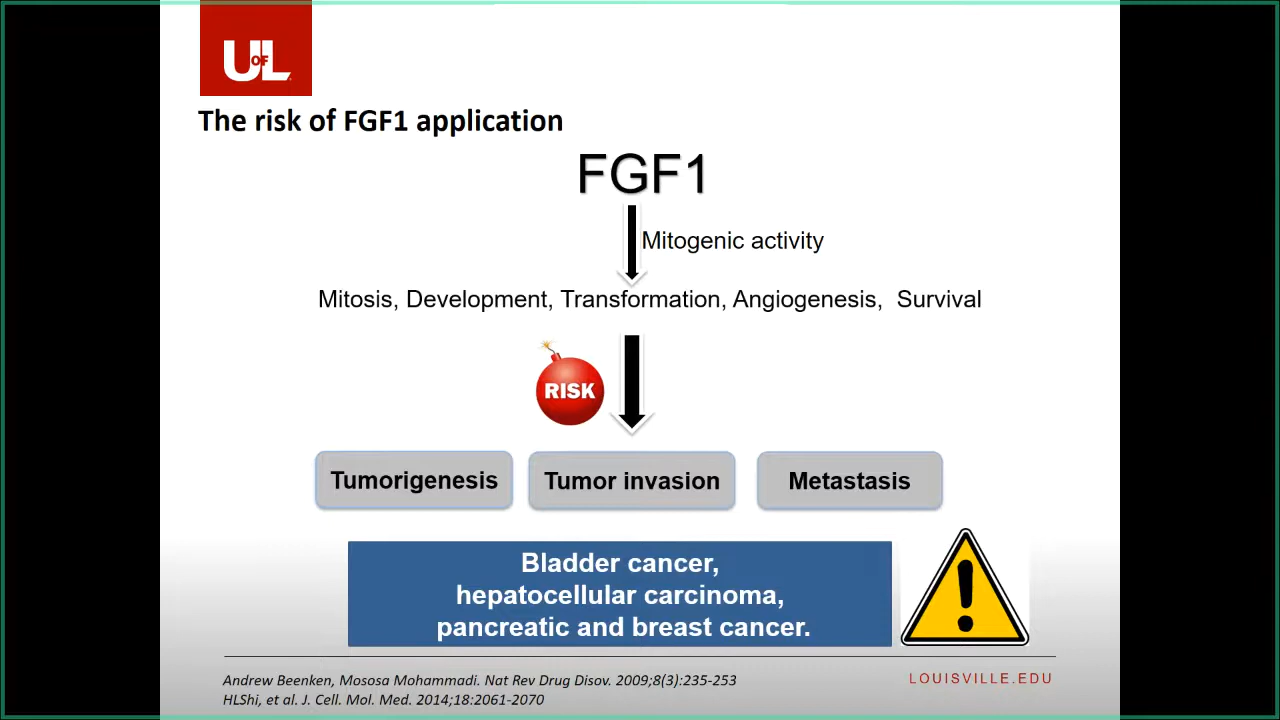 UofL
The risk of FGF1 application
FGF1
Mitogenic activity
Mitosis, Development, Transformation, Angiogenesis, Survival
RISK
Tumorigenesis
Tumor invasion
Metastasis
Bladder cancer,
hepatocellular carcinoma,
pancreatic and breast cancer.
!
Andrew Beenken, Mososa Mohammadi. Nat Rev Drug Disov. 2009;8(3):235-253
HLShi, et al. J. Cell. Mol. Med. 2014;18:2061-2070
LOUISVILLE.EDU